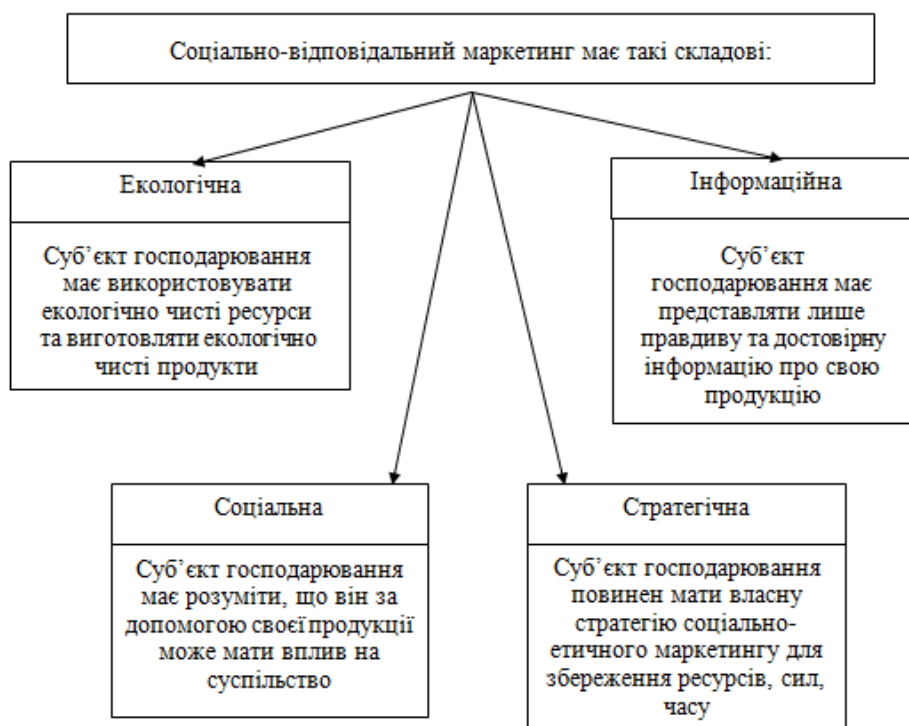 Соціально-відповідальний маркетинг має такі складові:
Екологічна
Суб’єкт господарювання
має використовувати
екологічно чисті ресурси
та виготовляти екологічно
чисті продукти
Інформаційна
Суб’єкт
господарювання має
представляти лише
правдиву та достовірну
інформацію про свою
продукцію
Соціальна
Суб’єкт господарювання
має розуміти, що він за
допомогою своєї продукції
може мати вплив на
суспільство
Стратегічна
Суб’єкт господарювання
повинен мати власну
стратегію соціально-
етичного маркетингу для
збереження ресурсів, сил,
часу